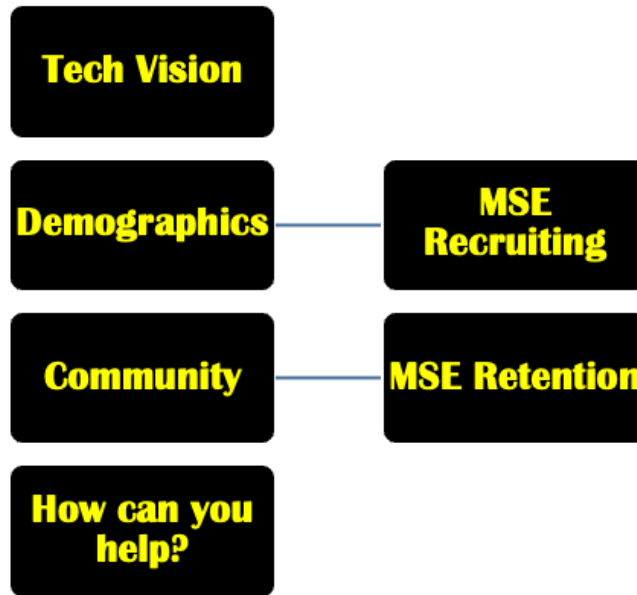 Tech Vision
Demographics
MSE
Recruiting
Community
MSE Retention
How can you
help?